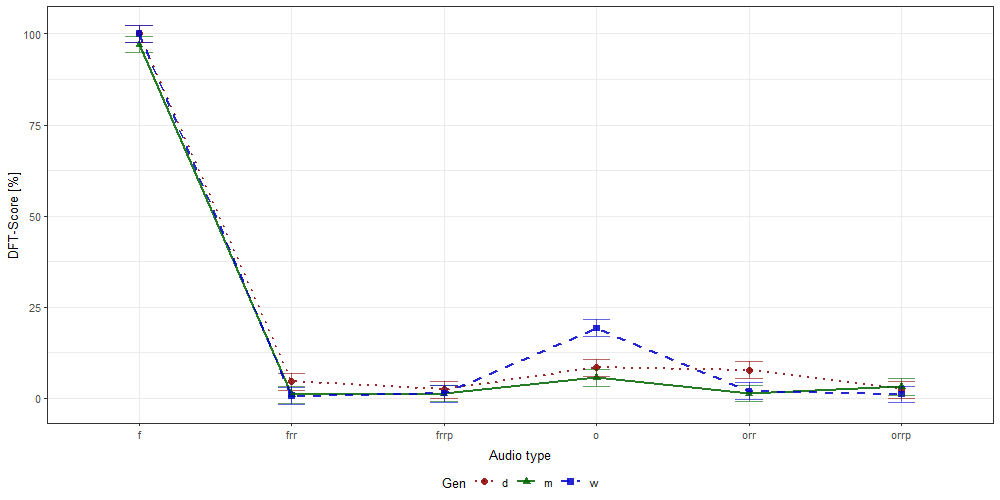 DFT-Score [%]
100
75
50
25
0
f frr frrp o orr orrp
Audio type
Gen d m w